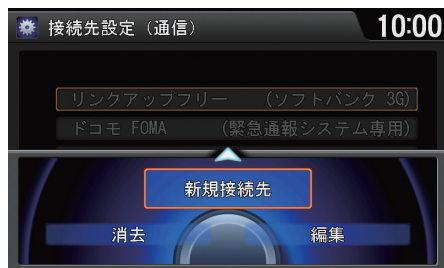 接続先設定（通信） 10:00
リンクアップフリー （ソフトバンク 3G）
ドコモ FOMA （緊急通報システム専用）
新規接続先
消去 編集